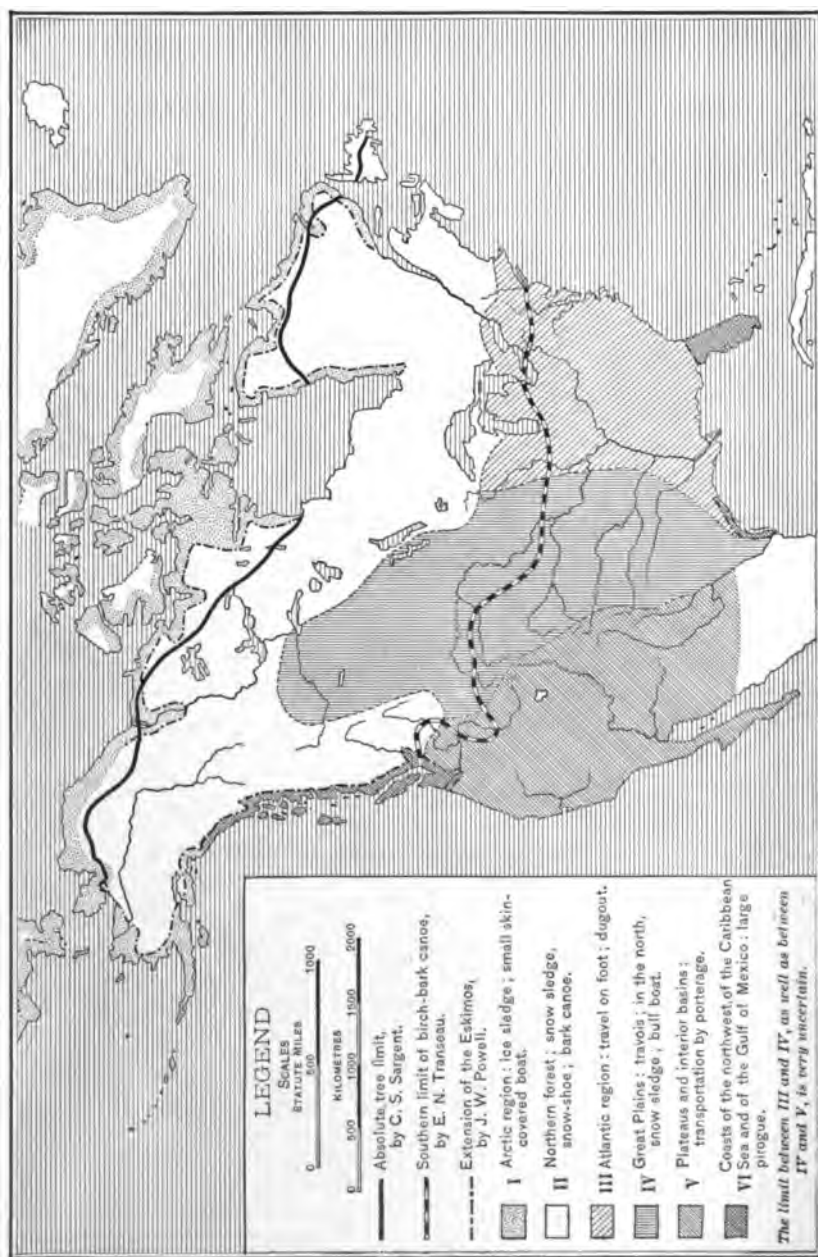 LEGEND
SCALES
STATUTE MILES
0 500 1000
KILOMETRES
0 500 1000 1500 2000
Absolute tree limit,
by C. S. Sargent.
Southern limit of birch-bark canoe,
by E. N. Transeau.
Extension of the Eskimos,
by J. W. Powell.
I Arctic region : ice sledge ; small skin-
covered boat.
II Northern forest ; snow sledge,
snow-shoe ; bark canoe.
III Atlantic region : travel on foot ; dugout.
IV Great Plains : travois ; in the north,
snow sledge ; bull boat.
V Plateaus and interior basins ;
transportation by porterage.
Coasts of the northwest, of the Caribbean
VI Sea and of the Gulf of Mexico : large
pirogue.
The limit between III and IV, as well as between
IV and V, is very uncertain.